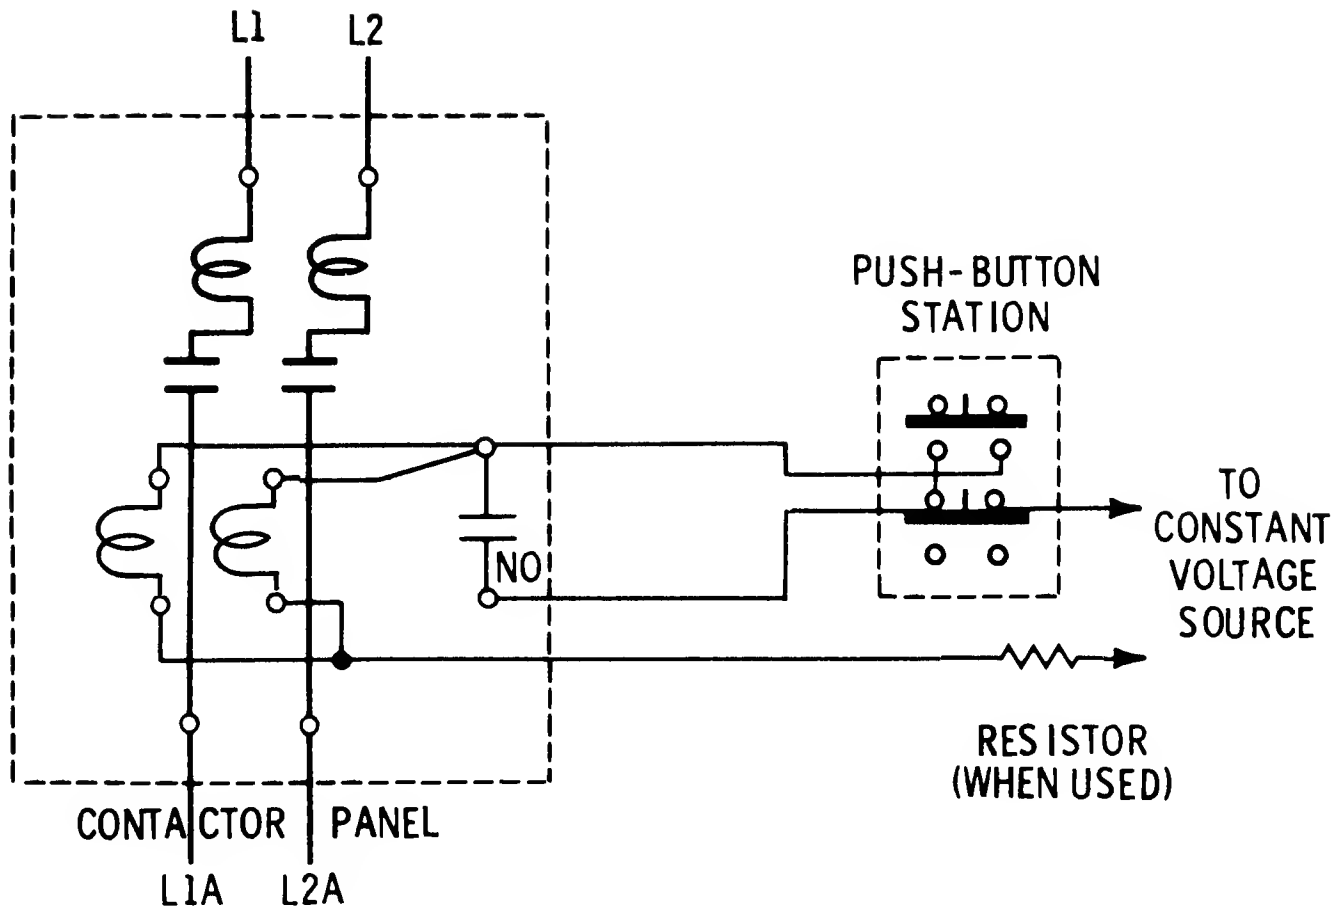 L1 L2
PUSH-BUTTON
STATION
TO
CONSTANT
VOLTAGE
SOURCE
NO
RESISTOR
(WHEN USED)
CONTACTOR PANEL
L1A L2A